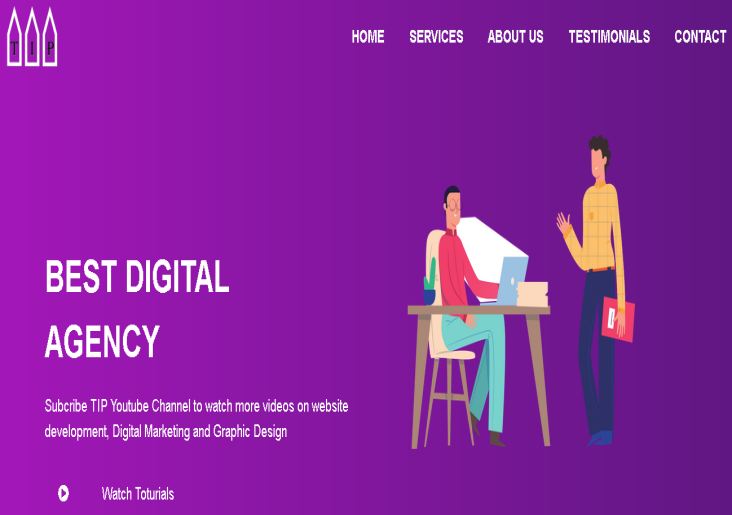 TIP
HOME SERVICES ABOUT US TESTIMONIALS CONTACT
BEST DIGITAL
AGENCY
Subcribe TIP Youtube Channel to watch more videos on website
development, Digital Marketing and Graphic Design
Watch Toturials